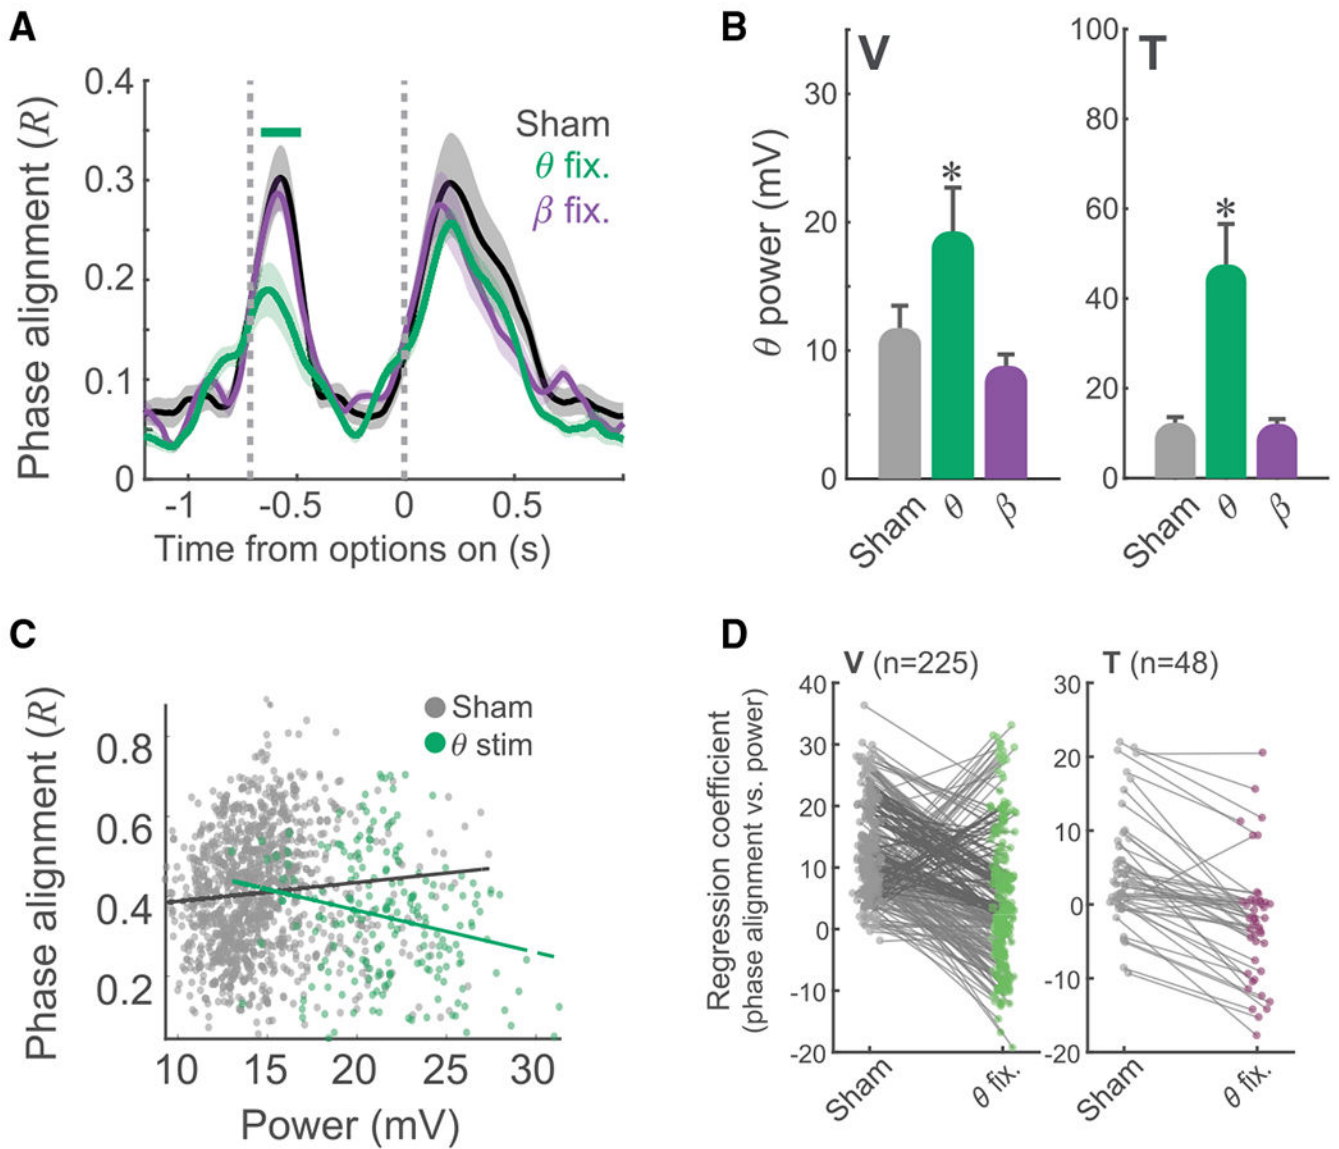 A
Phase alignment (R)
0.4
0.3
0.2
0.1
0
-1
-0.5
0
0.5
Time from options on (s)
Sham
θ fix.
β fix.
B
V
θ power (mV)
30
20
10
0
Sham
θ
β
T
100
80
60
40
20
0
Sham
θ
β
C
Phase alignment (R)
0.8
0.6
0.4
0.2
10
15
20
25
30
Power (mV)
Sham
θ stim
D
V (n=225)
Regression coefficient
(phase alignment vs. power)
40
30
20
10
0
-10
-20
Sham
θ fix.
T (n=48)
30
20
10
0
-10
-20
Sham
θ fix.